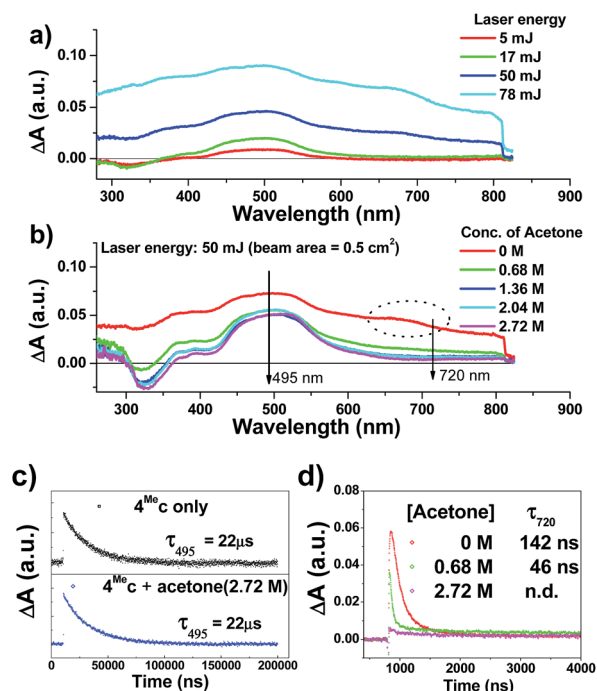 a)
Laser energy
5 mJ
17 mJ
50 mJ
78 mJ
0.10
0.05
0.00
ΔA (a.u.)
300 400 500 600 700 800 900
Wavelength (nm)
b)
Laser energy: 50 mJ (beam area = 0.5 cm²)
Conc. of Acetone
0 M
0.68 M
1.36 M
2.04 M
2.72 M
0.10
0.05
0.00
ΔA (a.u.)
495 nm
720 nm
300 400 500 600 700 800 900
Wavelength (nm)
c)
4ᴹᵉc only
τ₄₉₅ = 22μs
4ᴹᵉc + acetone(2.72 M)
τ₄₉₅ = 22μs
ΔA (a.u.)
0 50000 100000 150000 200000
Time (ns)
d)
0.08
0.06
0.04
0.02
0.00
ΔA (a.u.)
[Acetone] τ₇₂₀
0 M 142 ns
0.68 M 46 ns
2.72 M n.d.
1000 2000 3000 4000
Time (ns)